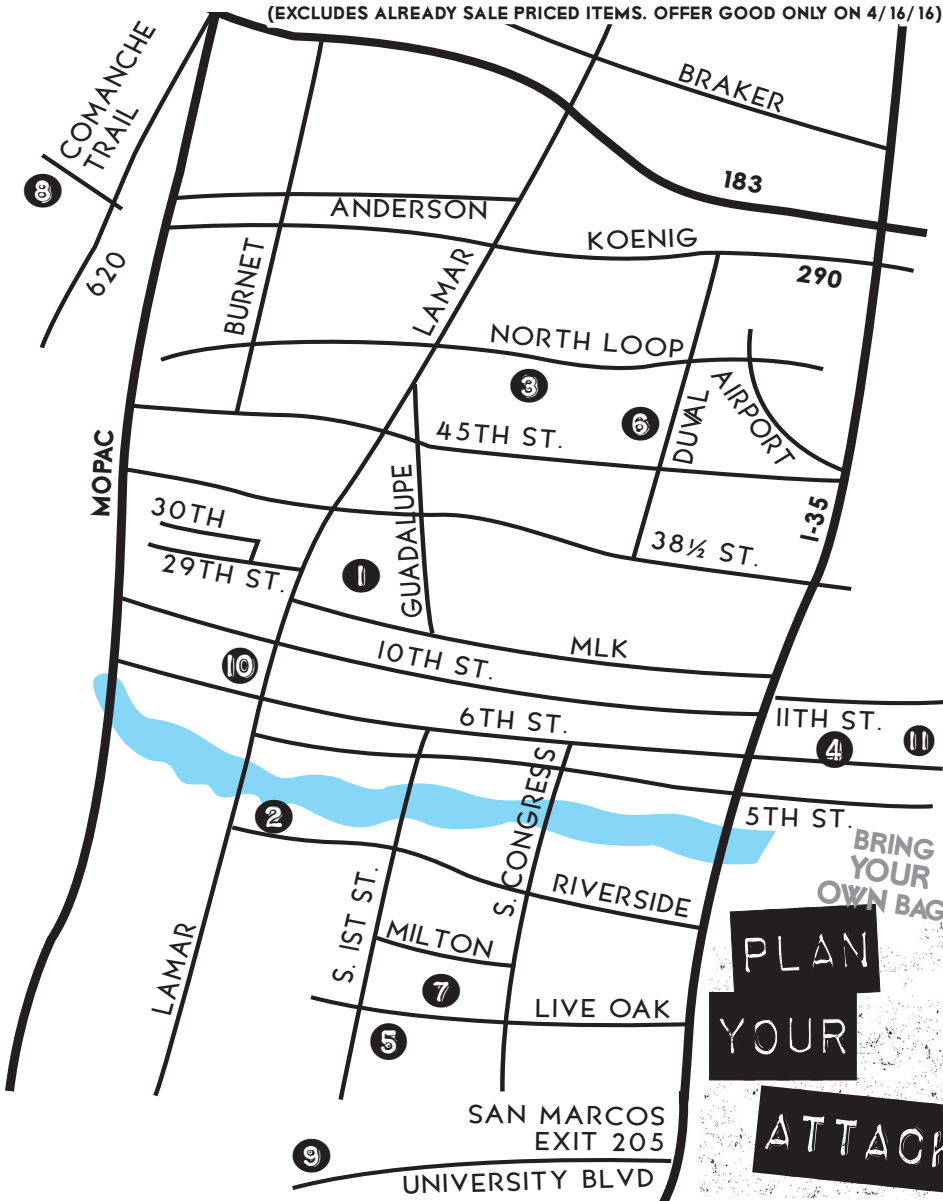 (EXCLUDES ALREADY SALE PRICED ITEMS. OFFER GOOD ONLY ON 4/16/16)
COMANCHE
TRAIL
BRAKER
8
183
ANDERSON
KOENIG
620
BURNET
LAMAR
290
NORTH LOOP
3
AIRPORT
6
DUVAL
45TH ST.
MOPAC
GUADALUPE
I-35
30TH
38½ ST.
29TH ST.
1
MLK
10
10TH ST.
6TH ST.
11TH ST.
4
11
S. CONGRESS
2
5TH ST.
BRING
YOUR
OWN BAG
RIVERSIDE
S. 1ST ST.
MILTON
LAMAR
7
LIVE OAK
5
PLAN
YOUR
ATTACK
SAN MARCOS
EXIT 205
9
UNIVERSITY BLVD